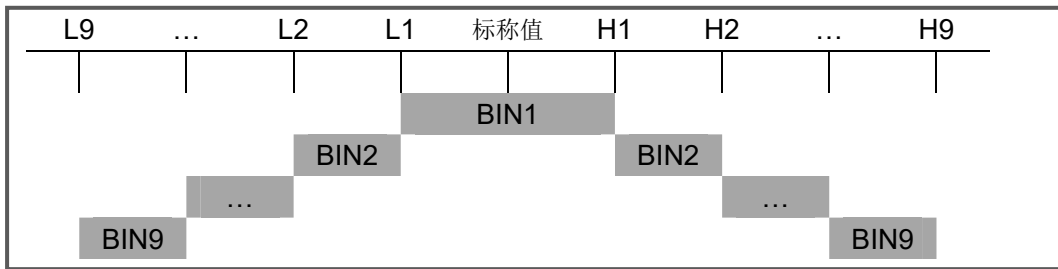 L9 … L2 L1 标称值 H1 H2 … H9
BIN1
BIN2 BIN2
… …
BIN9 BIN9